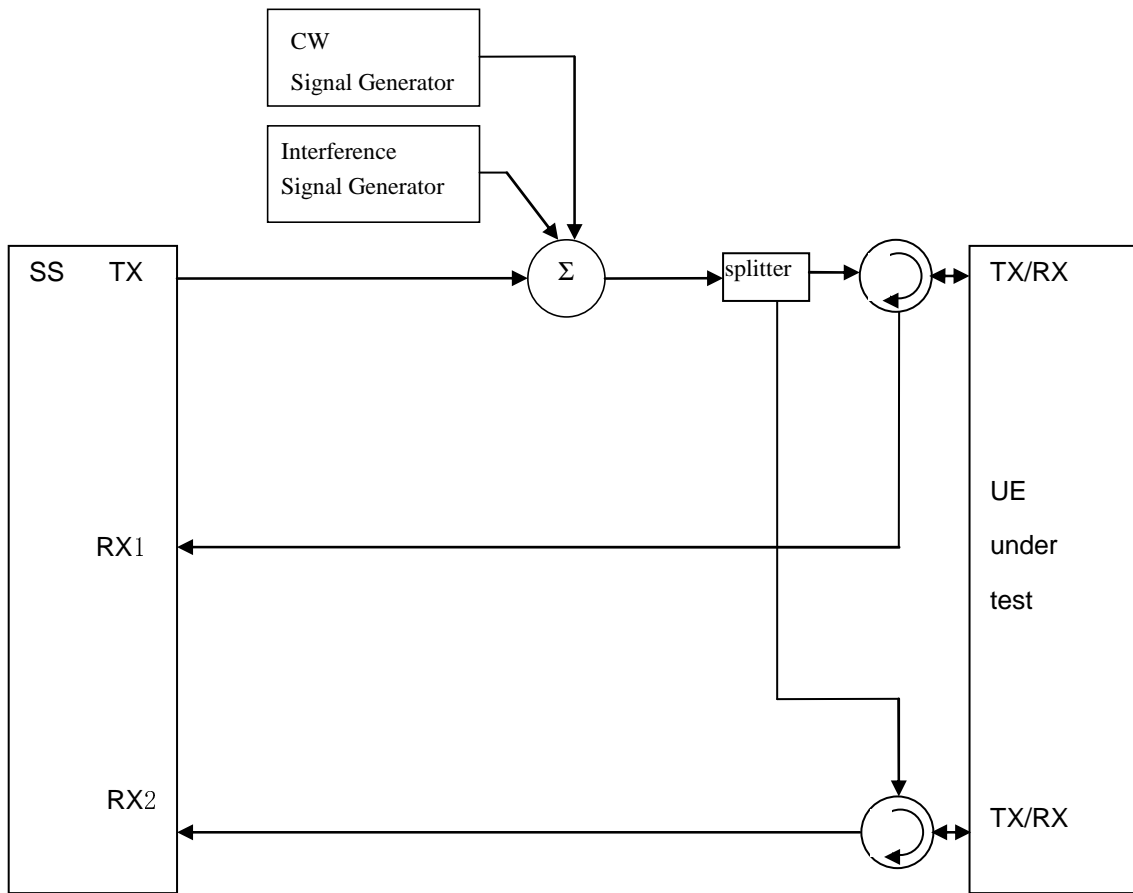 CW
Signal Generator
Interference
Signal Generator
SS TX
Σ
splitter
TX/RX
RX1
UE
under
test
RX2
TX/RX